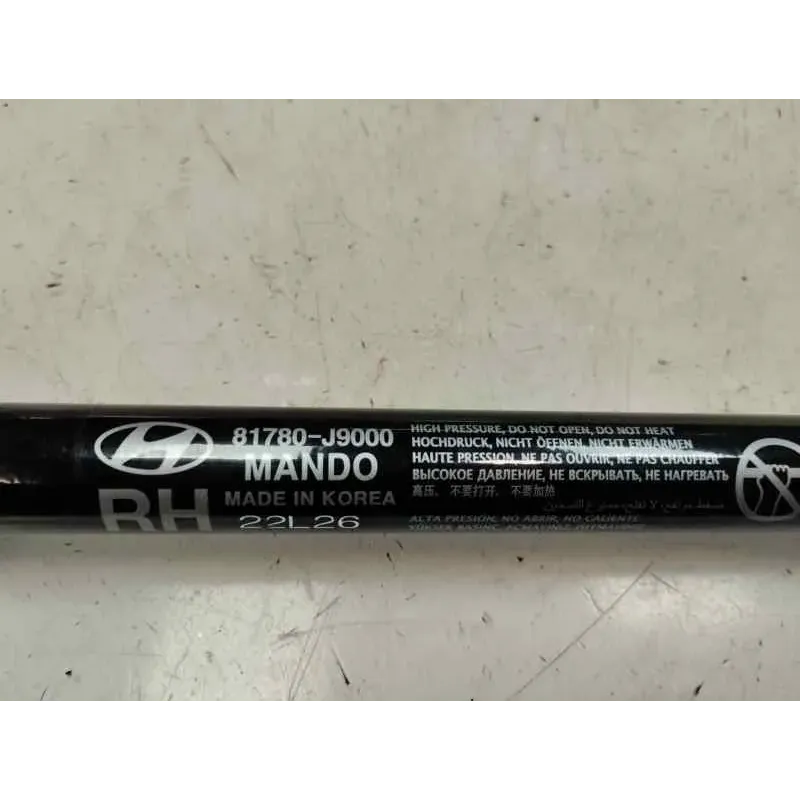 81780-J9000
MANDO
RH
MADE IN KOREA
22L26
HIGH PRESSURE, DO NOT OPEN, DO NOT HEAT
HOCHDRUCK, NICHT ÖFFNEN, NICHT ERWÄRMEN
HAUTE PRESSION, NE PAS OUVRIR, NE PAS CHAUFFER
ВЫСОКОЕ ДАВЛЕНИЕ, НЕ ВСКРЫВАТЬ, НЕ НАГРЕВАТЬ
高压, 不要打开, 不要加热
ALTA PRESIÓN, NO ABRIR, NO CALIENTE